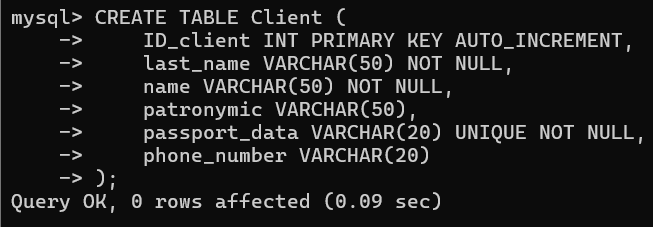 mysql> CREATE TABLE Client (
    ->     ID_client INT PRIMARY KEY AUTO_INCREMENT,
    ->     last_name VARCHAR(50) NOT NULL,
    ->     name VARCHAR(50) NOT NULL,
    ->     patronymic VARCHAR(50),
    ->     passport_data VARCHAR(20) UNIQUE NOT NULL,
    ->     phone_number VARCHAR(20)
    -> );
Query OK, 0 rows affected (0.09 sec)